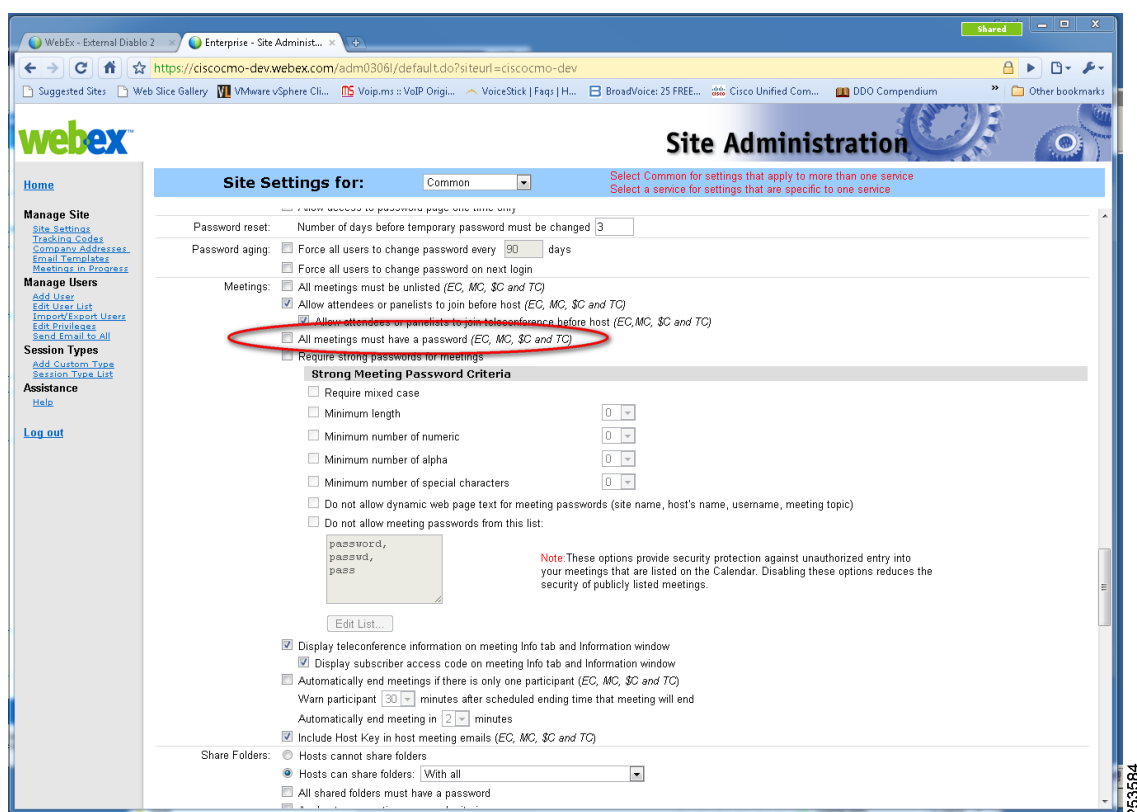 Shared
WebEx - External Diablo 2
Enterprise - Site Administ...
https://ciscocmo-dev.webex.com/adm0306l/default.do?siteurl=ciscocmo-dev
Suggested Sites Web Slice Gallery VMware vSphere Cli... Voip.ms :: VoIP Origi... VoiceStick | Faqs | H... BroadVoice: 25 FREE... Cisco Unified Com... DDO Compendium » Other bookmarks
webex™
Site Administration
Home
Manage Site
Site Settings
Tracking Codes
Company Addresses
Email Templates
Meetings in Progress
Manage Users
Add User
Edit User List
Import/Export Users
Edit Privileges
Send Email to All
Session Types
Add Custom Type
Session Type List
Assistance
Help
Log out
Site Settings for: Common
Select Common for settings that apply to more than one service
Select a service for settings that are specific to one service
Allow access to password page one time only
Password reset: Number of days before temporary password must be changed 3
Password aging: Force all users to change password every 90 days
Force all users to change password on next login
Meetings: All meetings must be unlisted (EC, MC, $C and TC)
Allow attendees or panelists to join before host (EC, MC, $C and TC)
Allow attendees or panelists to join teleconference before host (EC,MC, $C and TC)
All meetings must have a password (EC, MC, $C and TC)
Require strong passwords for meetings
Strong Meeting Password Criteria
Require mixed case
Minimum length 0
Minimum number of numeric 0
Minimum number of alpha 0
Minimum number of special characters 0
Do not allow dynamic web page text for meeting passwords (site name, host's name, username, meeting topic)
Do not allow meeting passwords from this list:
password,
passwd,
pass
Note:These options provide security protection against unauthorized entry into
your meetings that are listed on the Calendar. Disabling these options reduces the
security of publicly listed meetings.
Edit List...
Display teleconference information on meeting Info tab and Information window
Display subscriber access code on meeting Info tab and Information window
Automatically end meetings if there is only one participant (EC, MC, $C and TC)
Warn participant 30 minutes after scheduled ending time that meeting will end
Automatically end meeting in 2 minutes
Include Host Key in host meeting emails (EC, MC, $C and TC)
Share Folders: Hosts cannot share folders
Hosts can share folders: With all
All shared folders must have a password
253584